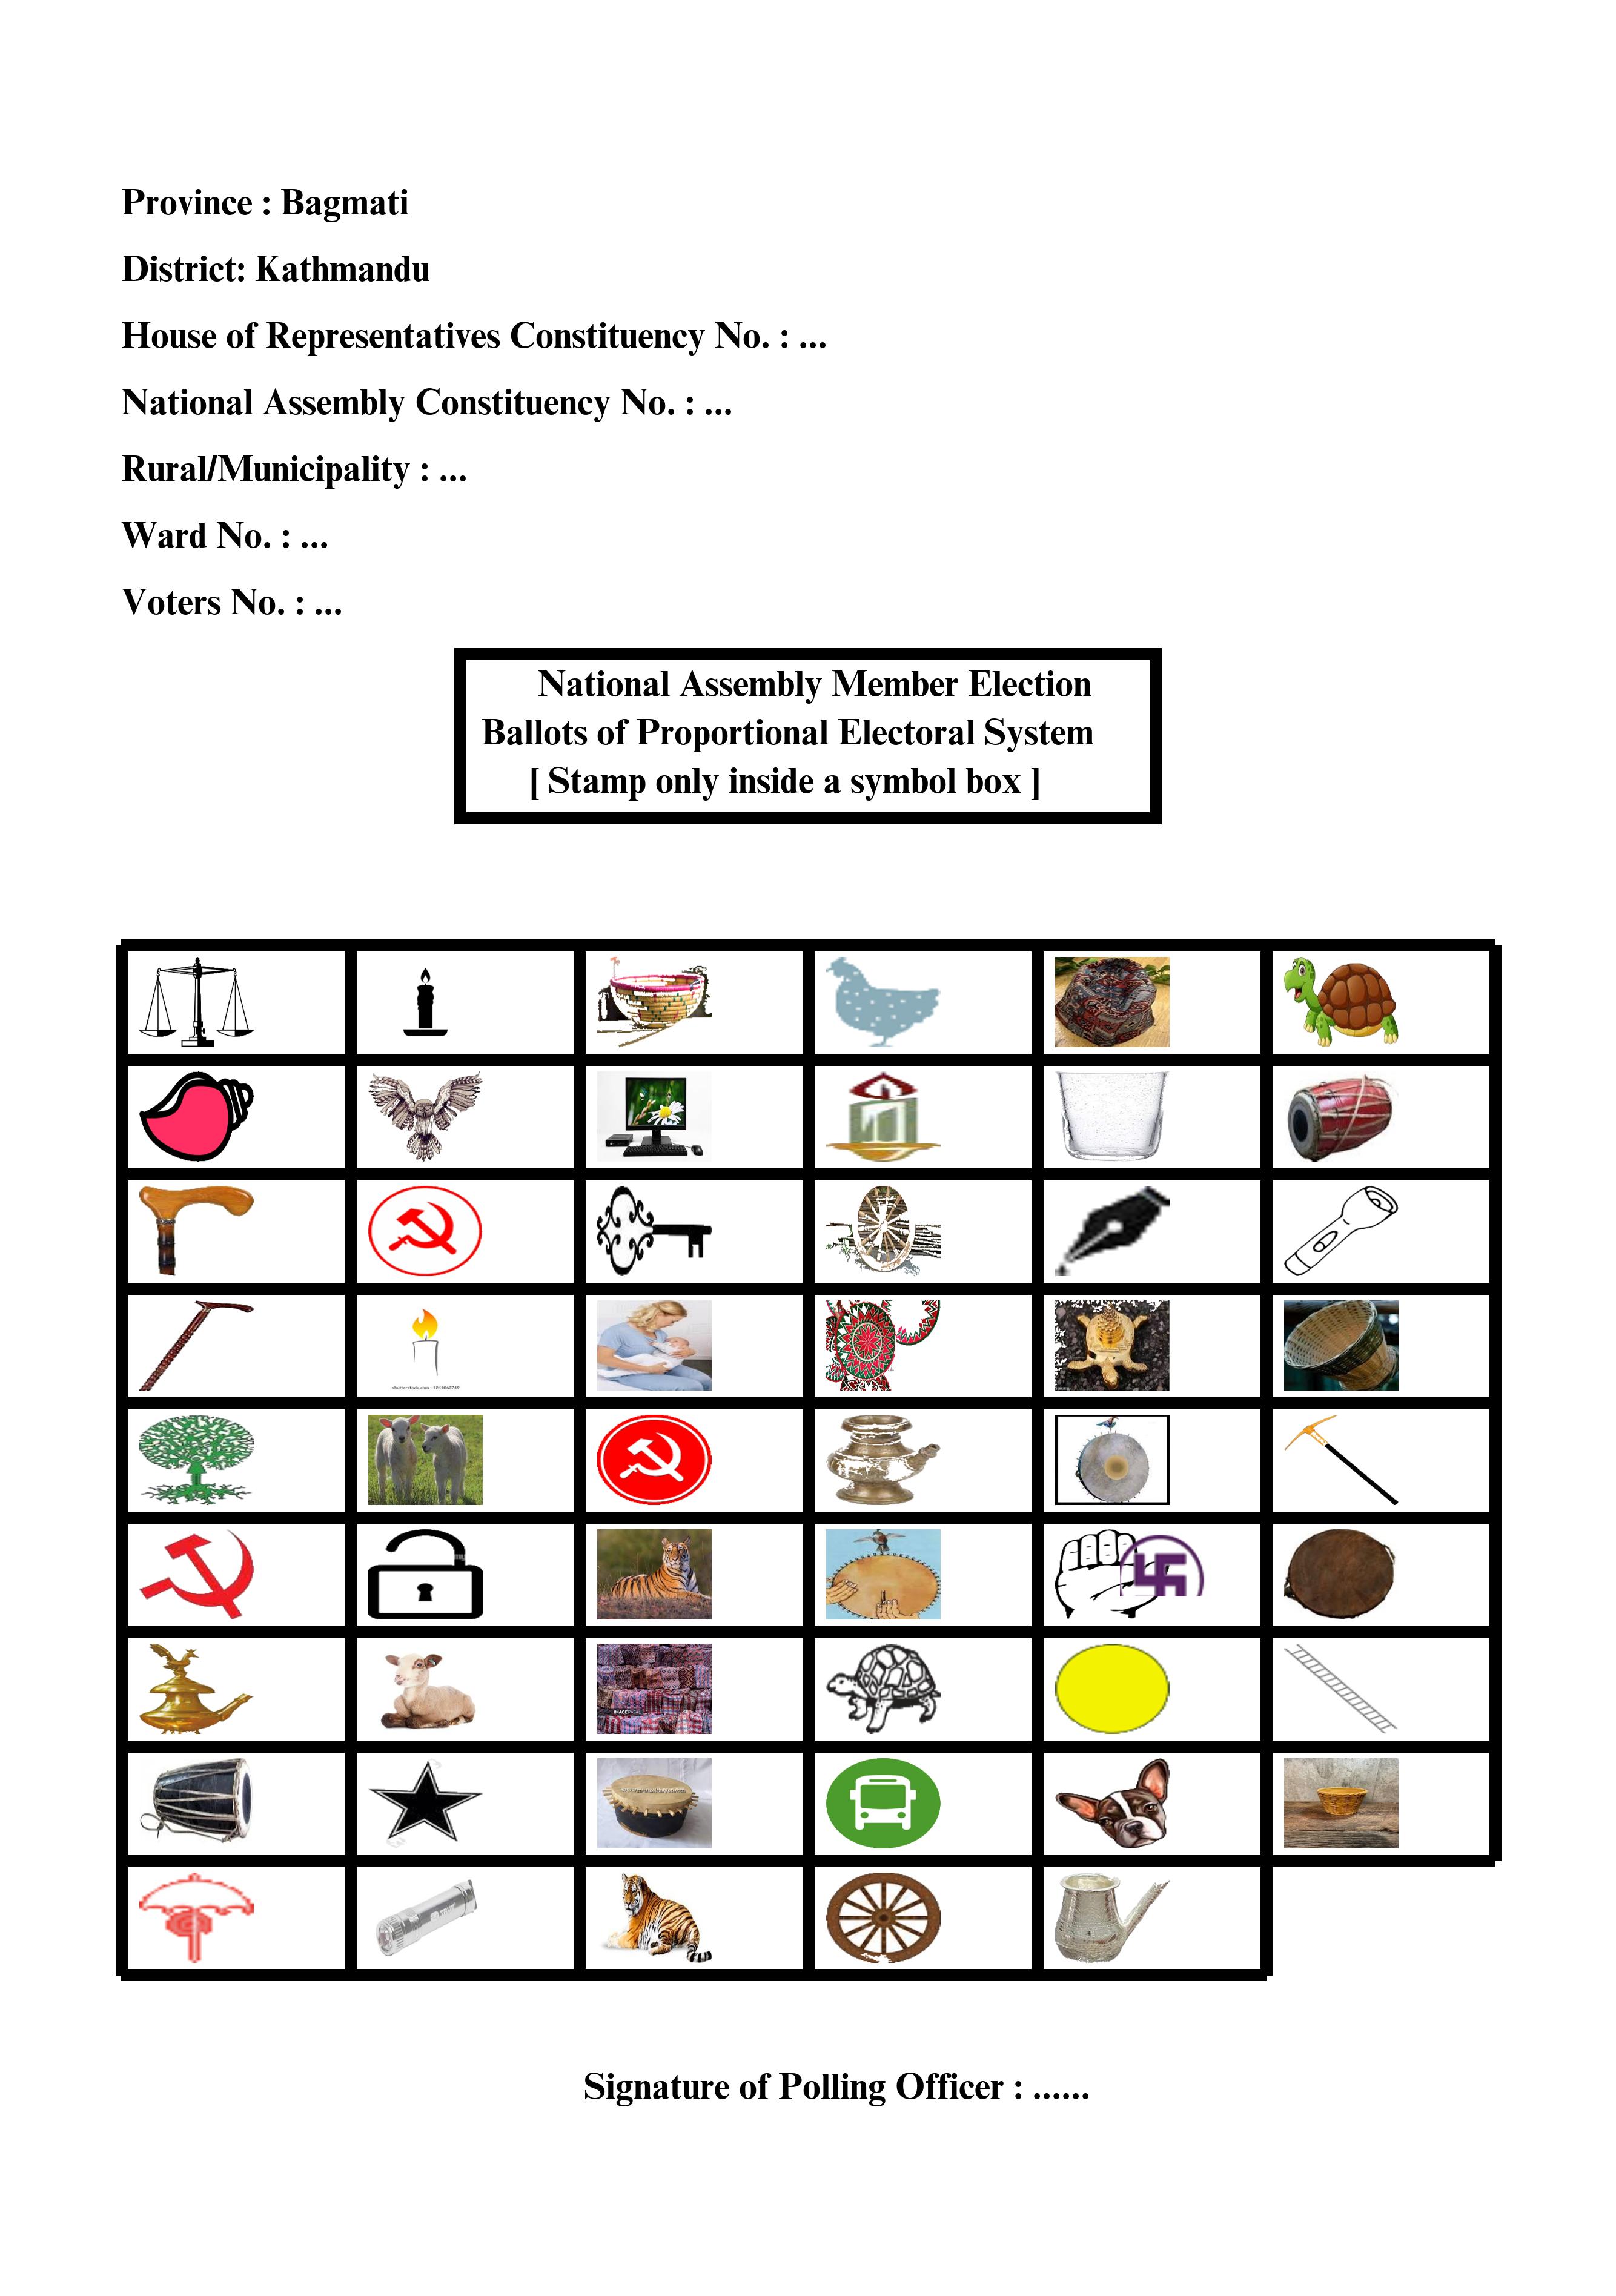 Province : Bagmati
District: Kathmandu
House of Representatives Constituency No. : ...
National Assembly Constituency No. : ...
Rural/Municipality : ...
Ward No. : ...
Voters No. : ...
National Assembly Member Election
Ballots of Proportional Electoral System
[ Stamp only inside a symbol box ]
Signature of Polling Officer : ......